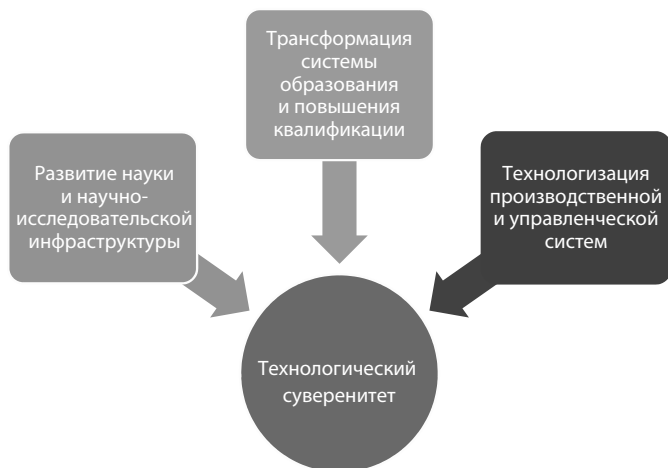 Трансформация
системы
образования
и повышения
квалификации
Развитие науки
и научно-
исследовательской
инфраструктуры
Технологизация
производственной
и управленческой
систем
Технологический
суверенитет